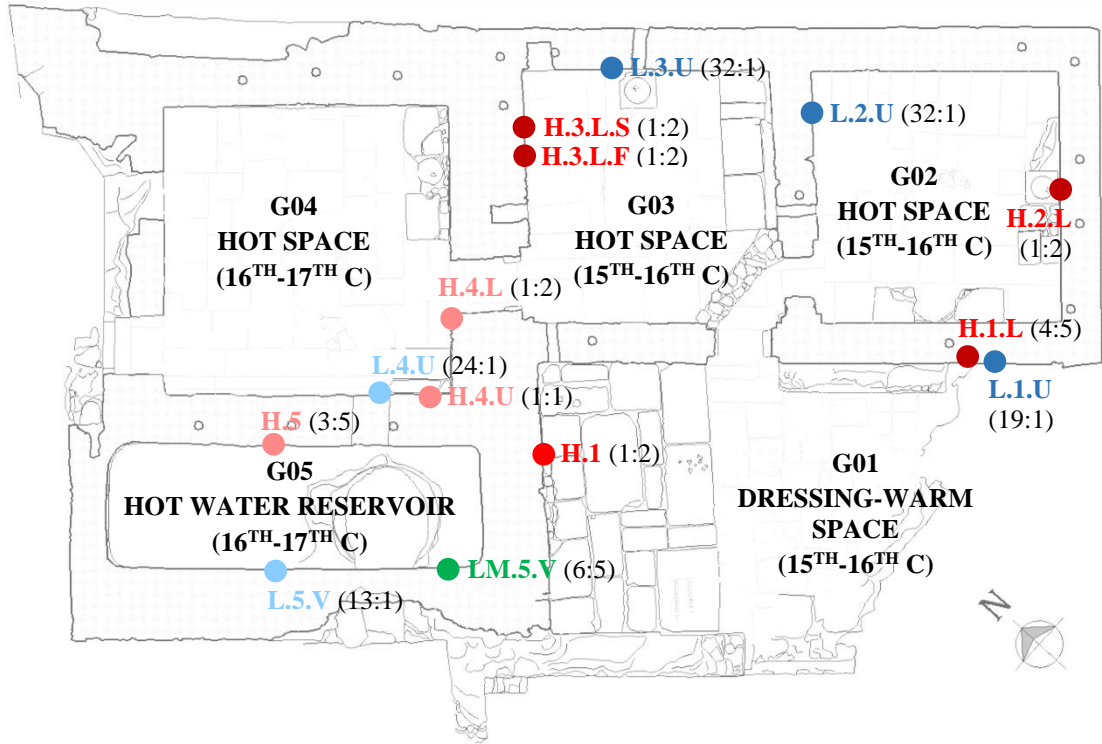 L.3.U (32:1)
H.3.L.S (1:2)
H.3.L.F (1:2)
L.2.U (32:1)
G04
HOT SPACE
(16TH-17TH C)
G03
HOT SPACE
(15TH-16TH C)
G02
HOT SPACE
(15TH-16TH C)
H.2.L
(1:2)
H.4.L (1:2)
H.1.L (4:5)
L.4.U (24:1)
H.4.U (1:1)
L.1.U
(19:1)
H.5 (3:5)
H.1 (1:2)
G05
HOT WATER RESERVOIR
(16TH-17TH C)
G01
DRESSING-WARM
SPACE
(15TH-16TH C)
LM.5.V (6:5)
L.5.V (13:1)
N